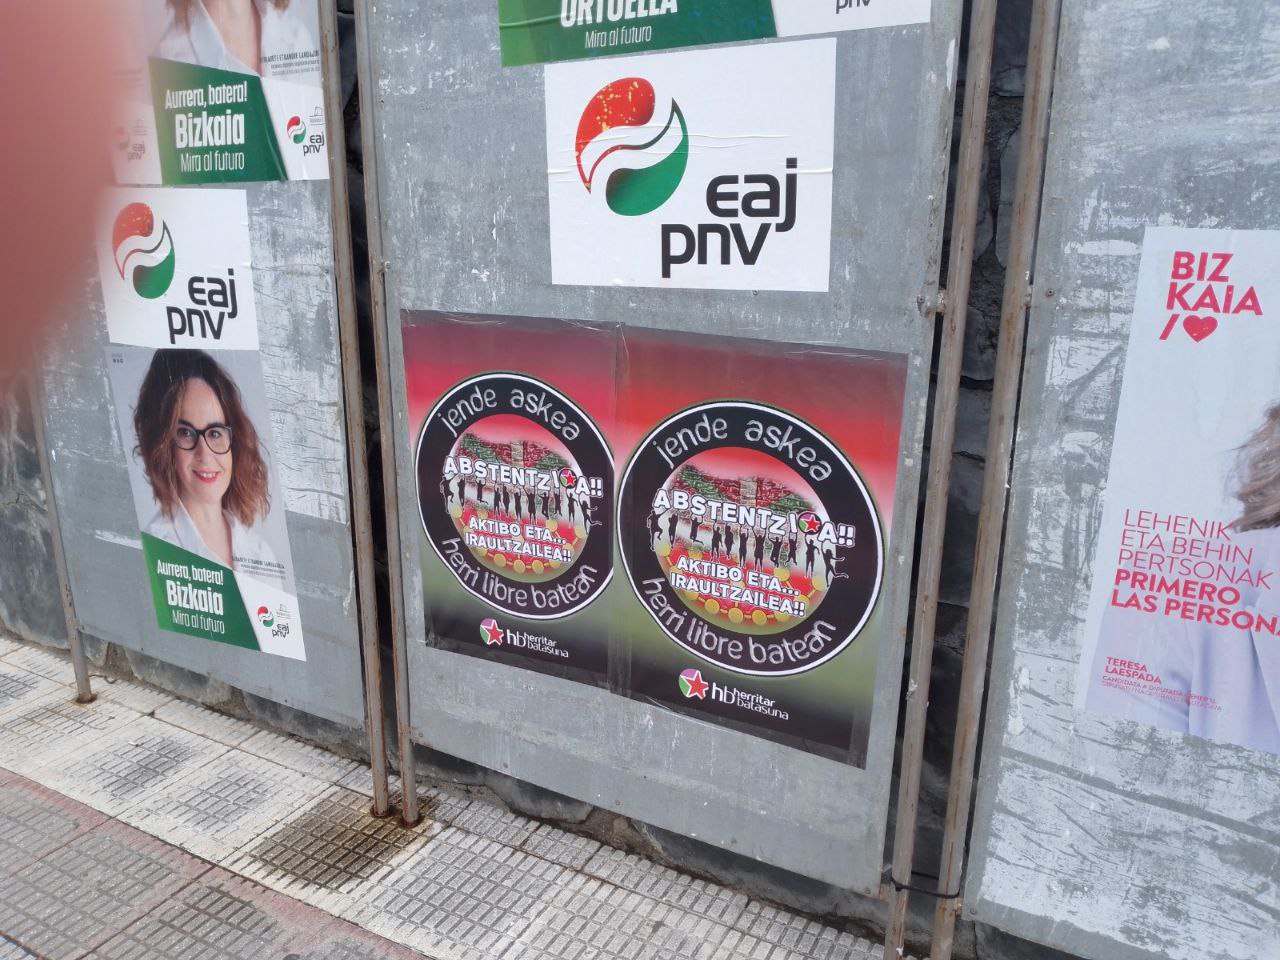 Aurrera, batera!
Bizkaia
Mira al futuro
eaj
pnv
eaj
pnv
Aurrera, batera!
Bizkaia
Mira al futuro
eaj
pnv
ORTUELLA
Mira al futuro
pnv
eaj
pnv
jende askea
ABSTENTZIOA!!
AKTIBO ETA...
IRAULTZAILEA!!
herri libre batean
hb herritar
batasuna
jende askea
ABSTENTZIOA!!
AKTIBO ETA...
IRAULTZAILEA!!
herri libre batean
hb herritar
batasuna
BIZ
KAiA
/
LEHENIK
ETA BEHIN
PERTSONAK
PRIMERO
LAS PERSONA
TERESA
LAESPADA